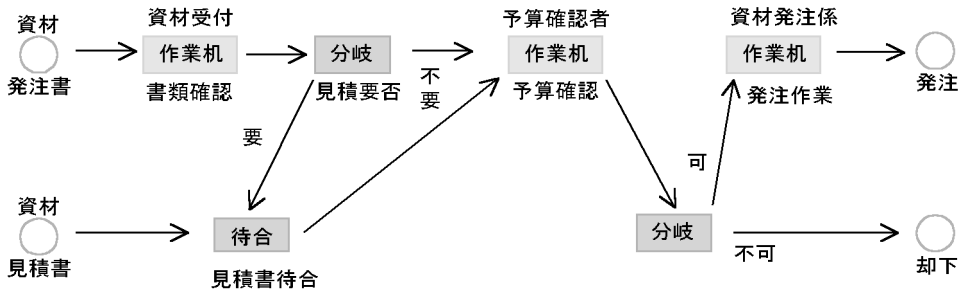 資材
発注書
資材受付
作業机
書類確認
分岐
見積要否
不要
要
予算確認者
作業机
予算確認
資材発注係
作業机
発注作業
発注
資材
見積書
待合
見積書待合
可
分岐
不可
却下